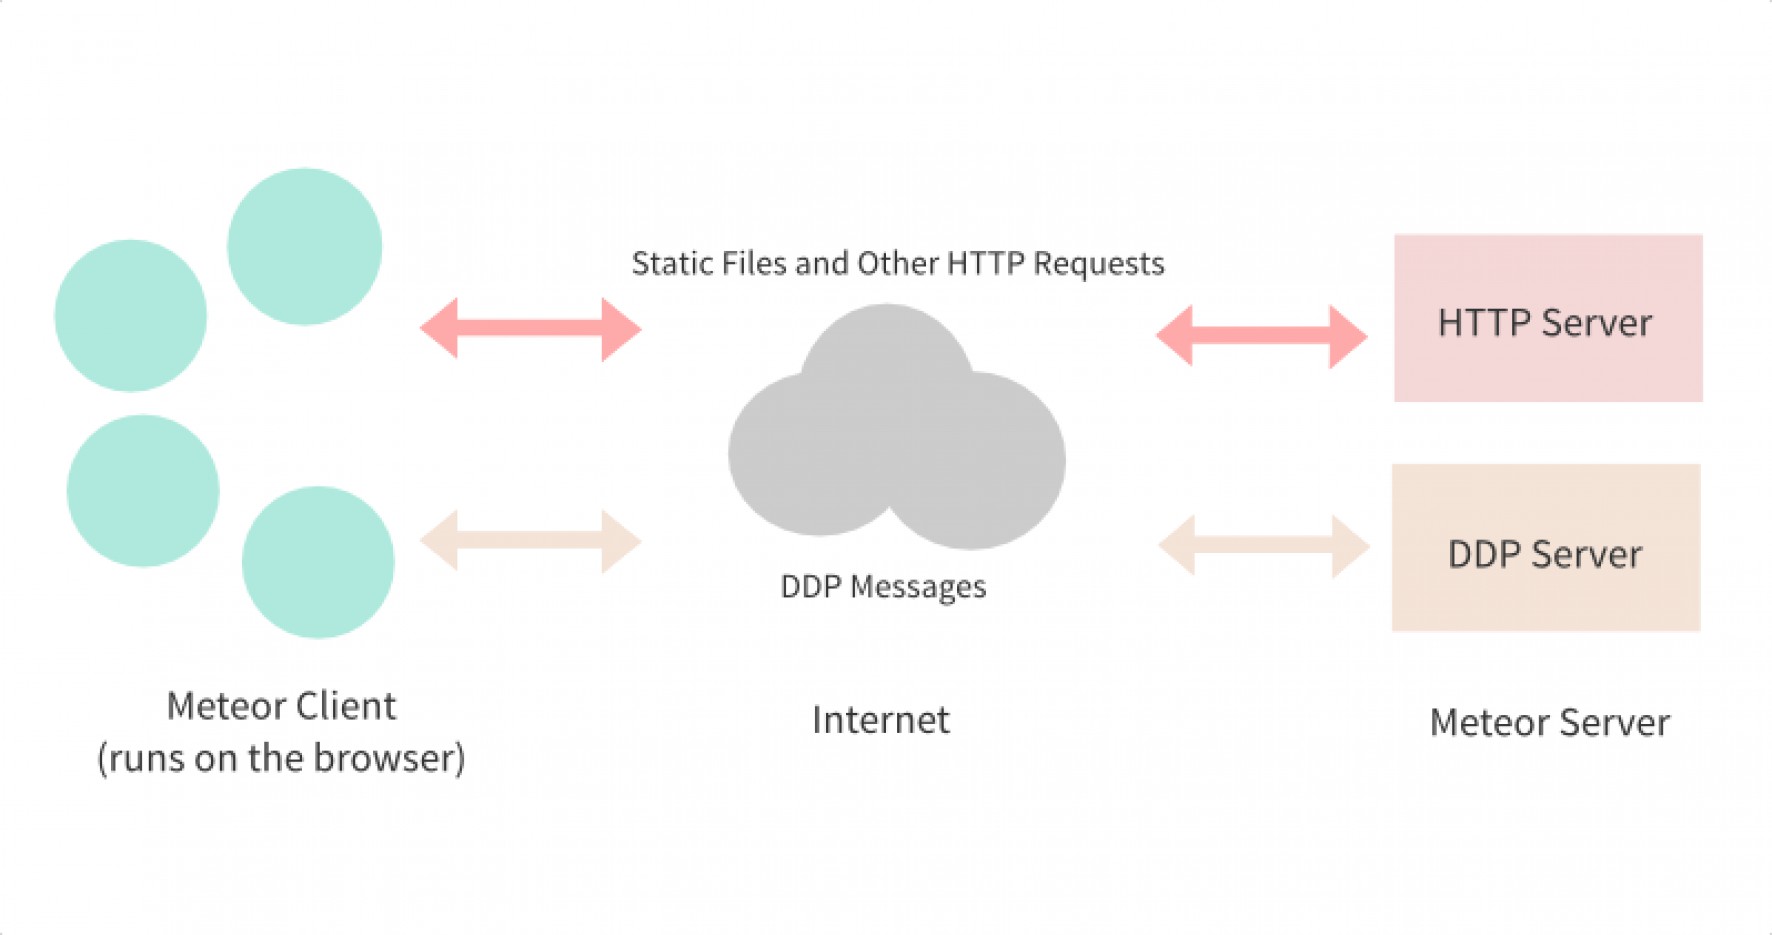 Static Files and Other HTTP Requests
HTTP Server
DDP Server
DDP Messages
Meteor Client
(runs on the browser)
Internet
Meteor Server